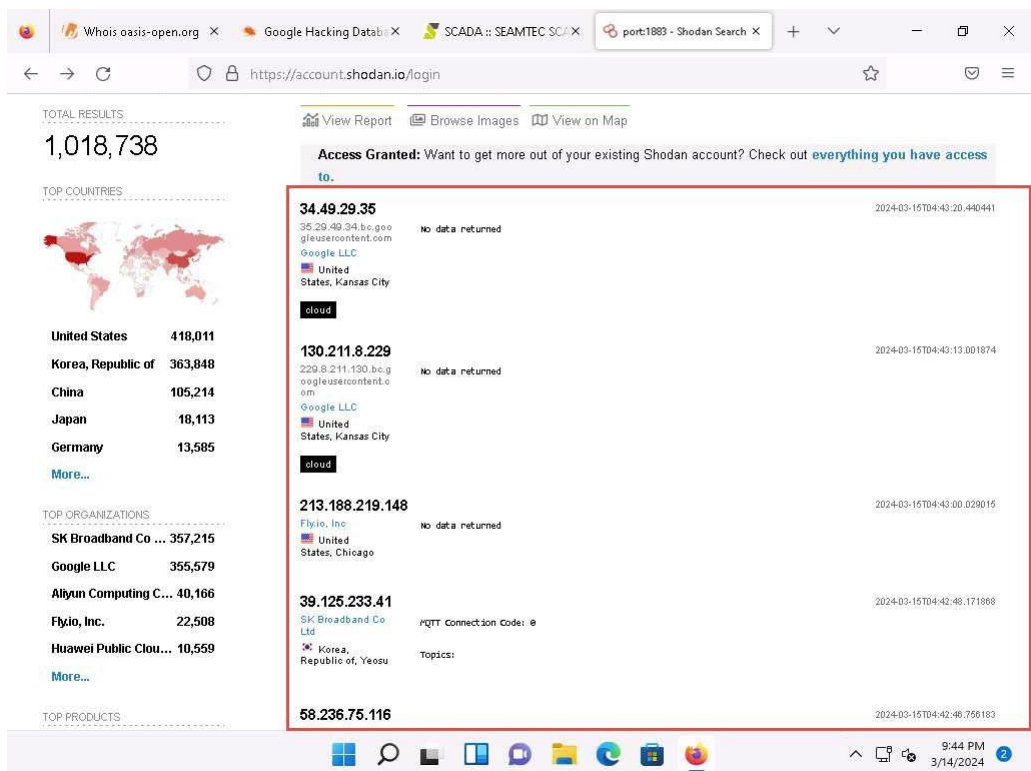 Whois oasis-open.org
Google Hacking Databa
SCADA :: SEAMTEC SCA
port:1883 - Shodan Search
https://account.shodan.io/login
TOTAL RESULTS
1,018,738
TOP COUNTRIES
United States 418,011
Korea, Republic of 363,848
China 105,214
Japan 18,113
Germany 13,585
More...
TOP ORGANIZATIONS
SK Broadband Co ... 357,215
Google LLC 355,579
Aliyun Computing C... 40,166
Fly.io, Inc. 22,508
Huawei Public Clou... 10,559
More...
TOP PRODUCTS
View Report Browse Images View on Map
Access Granted: Want to get more out of your existing Shodan account? Check out everything you have access
to.
34.49.29.35
2024-03-15T04:43:20.440441
35.29.49.34.bc.goo
gleusercontent.com
No data returned
Google LLC
United
States, Kansas City
cloud
130.211.8.229
2024-03-15T04:43:13.001874
229.8.211.130.bc.g
oogleusercontent.c
om
No data returned
Google LLC
United
States, Kansas City
cloud
213.188.219.148
2024-03-15T04:43:00.029015
Fly.io, Inc
No data returned
United
States, Chicago
39.125.233.41
2024-03-15T04:42:48.171868
SK Broadband Co
Ltd
MQTT Connection Code: 0
Korea,
Republic of, Yeosu
Topics:
58.236.75.116
2024-03-15T04:42:46.756183
9:44 PM
3/14/2024
2